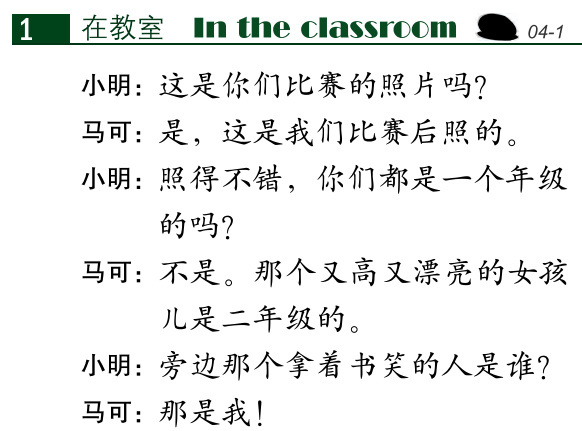 1 在教室 In the classroom 04-1
小明：这是你们比赛的照片吗？
马可：是，这是我们比赛后照的。
小明：照得不错，你们都是一个年级
的吗？
马可：不是。那个又高又漂亮的女孩
儿是二年级的。
小明：旁边那个拿着书笑的人是谁？
马可：那是我！